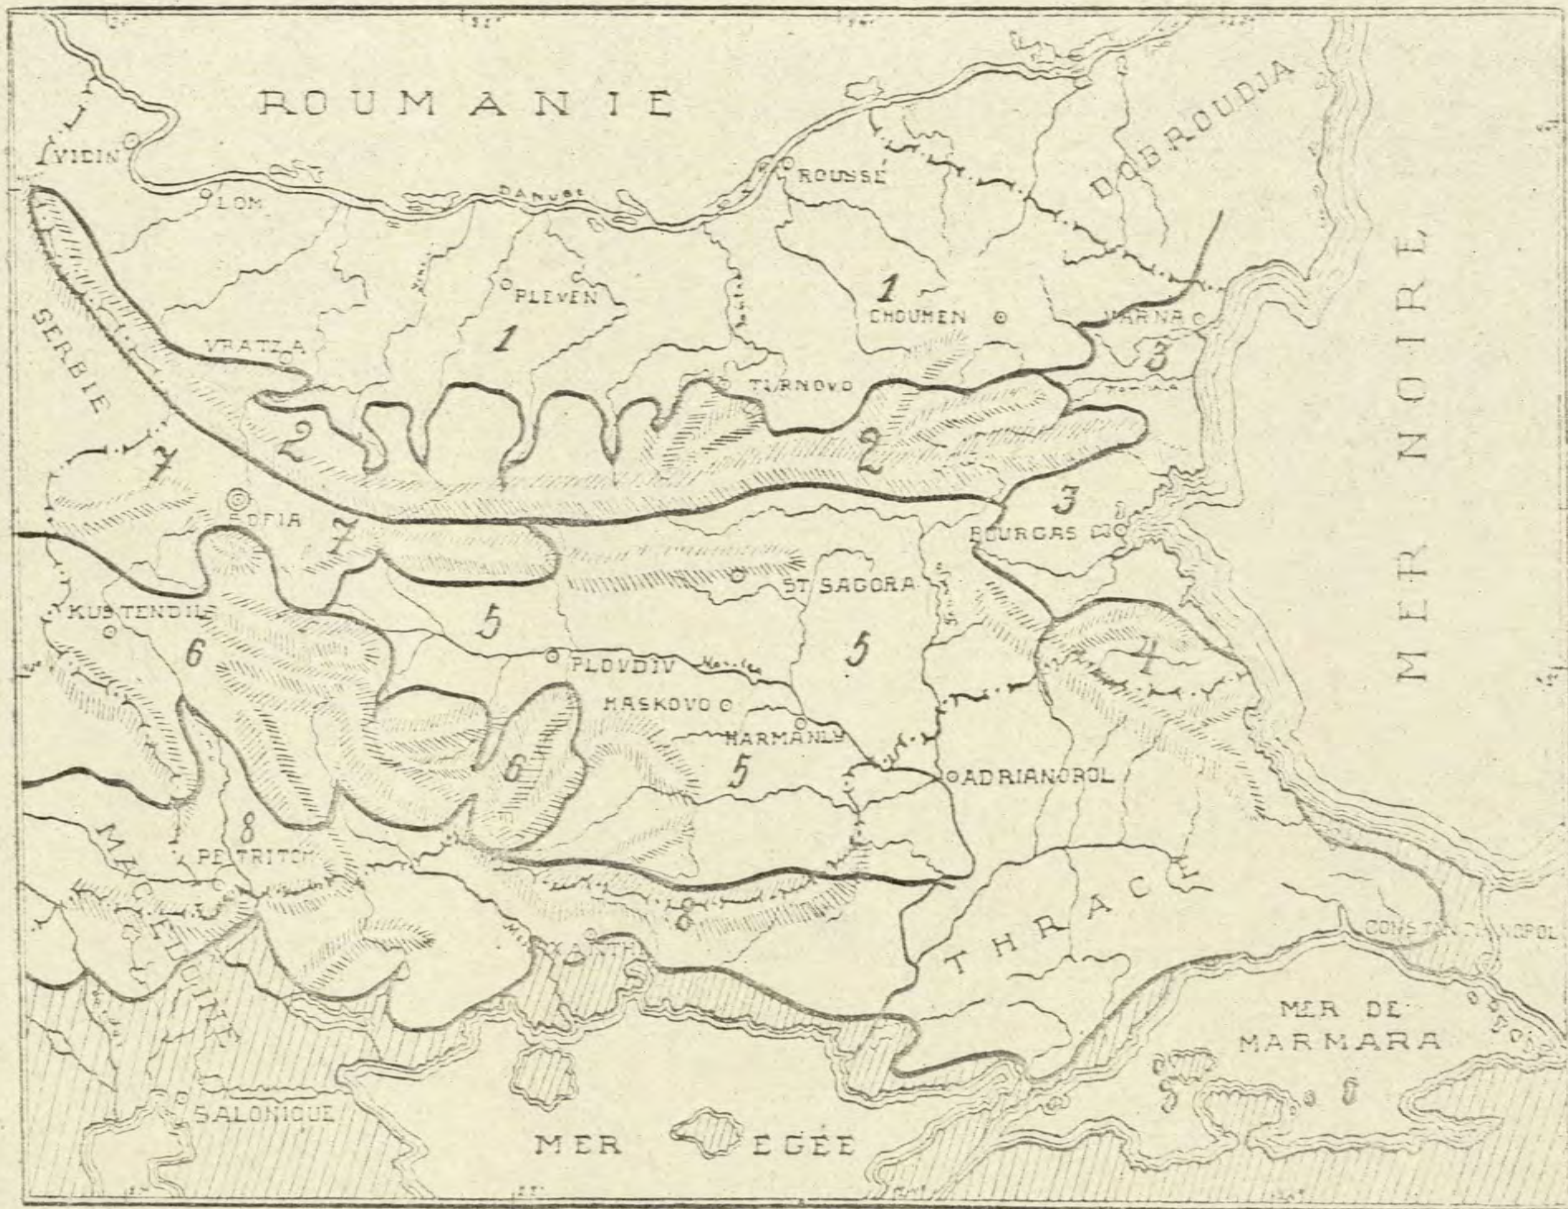 ROUMANIE
DOBROUDJA
VIDIN
LOM
DANUBE
ROUSSÉ
MER NOIRE
SERBIE
PLEVEN
1
CHOUMEN
VARNA
VRATZA
1
3
TIRNOVO
2
2
7
SOFIA
3
BOURGAS
7
ST SAGORA
KUSTENDIL
5
6
PLOVDIV
5
4
HASKOVO
HARMANLY
6
5
ADRIANOPOL
8
PETRITCH
MACEDOINE
8
THRACE
CONSTANTINOPOL
MER DE
MARMARA
SALONIQUE
MER EGÉE